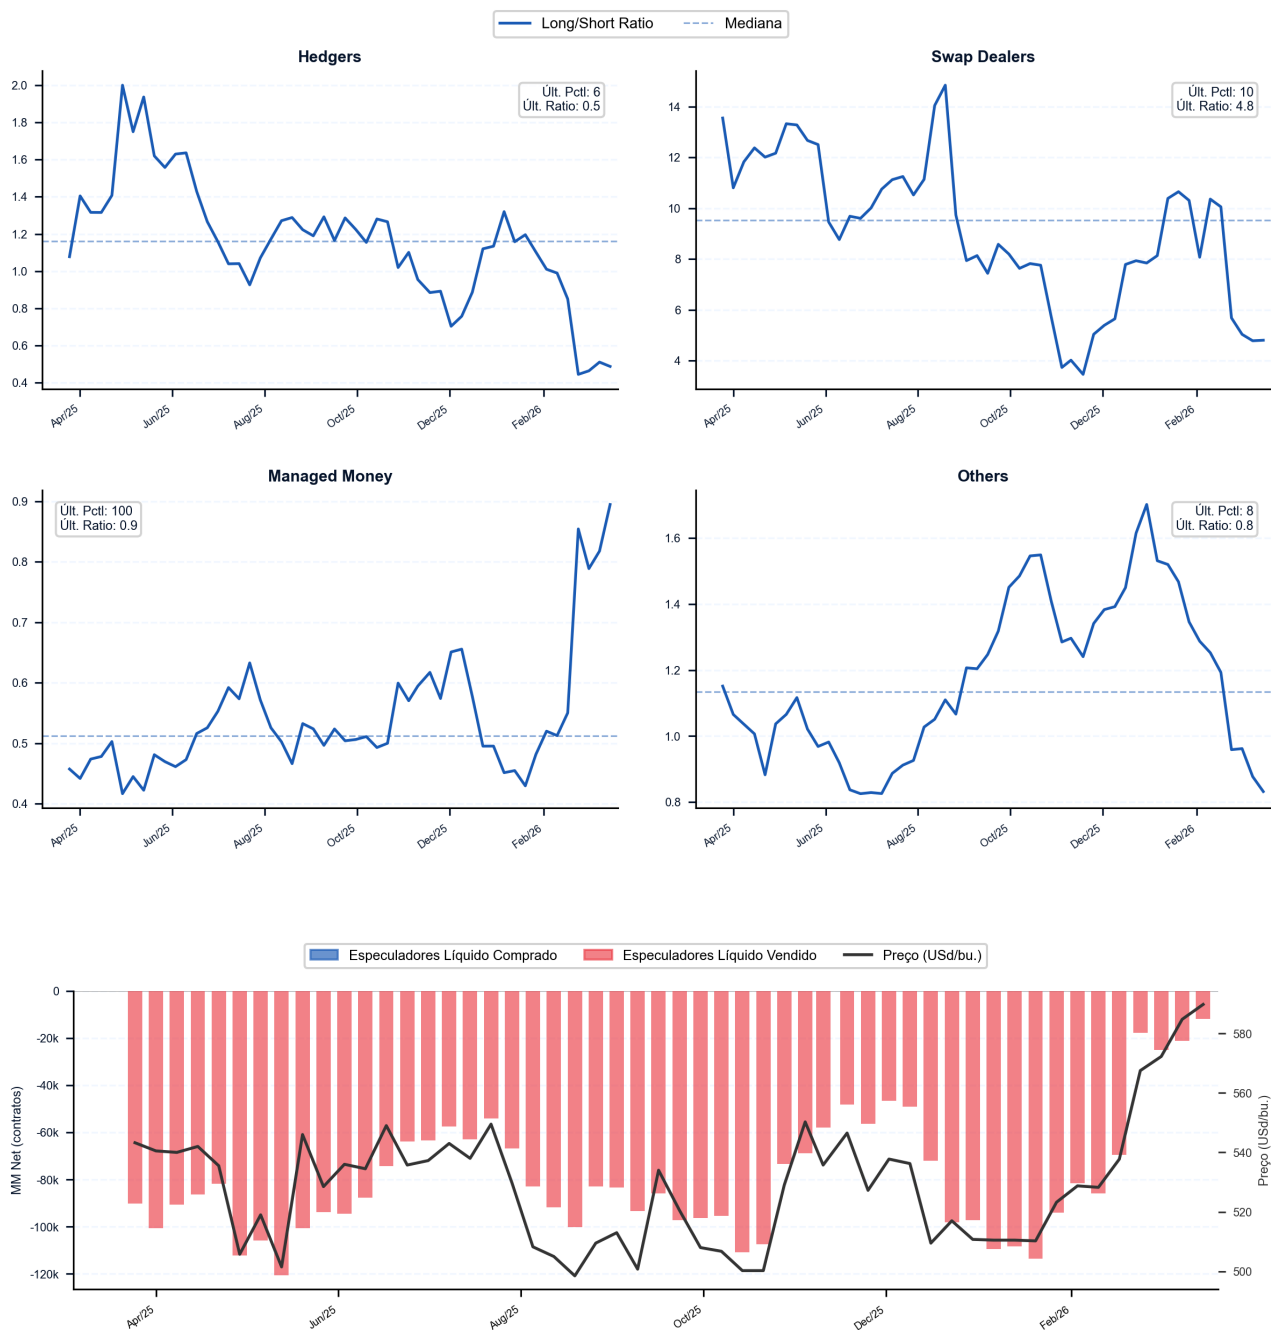 Long/Short Ratio
Mediana
Hedgers
Últ. Pctl: 6
Últ. Ratio: 0.5
2.0
1.8
1.6
1.4
1.2
1.0
0.8
0.6
0.4
Apr/25
Jun/25
Aug/25
Oct/25
Dec/25
Feb/26
Swap Dealers
Últ. Pctl: 10
Últ. Ratio: 4.8
14
12
10
8
6
4
Apr/25
Jun/25
Aug/25
Oct/25
Dec/25
Feb/26
Managed Money
Últ. Pctl: 100
Últ. Ratio: 0.9
0.9
0.8
0.7
0.6
0.5
0.4
Apr/25
Jun/25
Aug/25
Oct/25
Dec/25
Feb/26
Others
Últ. Pctl: 8
Últ. Ratio: 0.8
1.6
1.4
1.2
1.0
0.8
Apr/25
Jun/25
Aug/25
Oct/25
Dec/25
Feb/26
Especuladores Líquido Comprado
Especuladores Líquido Vendido
Preço (USd/bu.)
MM Net (contratos)
0
-20k
-40k
-60k
-80k
-100k
-120k
580
560
540
520
500
Preço (USd/bu.)
Apr/25
Jun/25
Aug/25
Oct/25
Dec/25
Feb/26